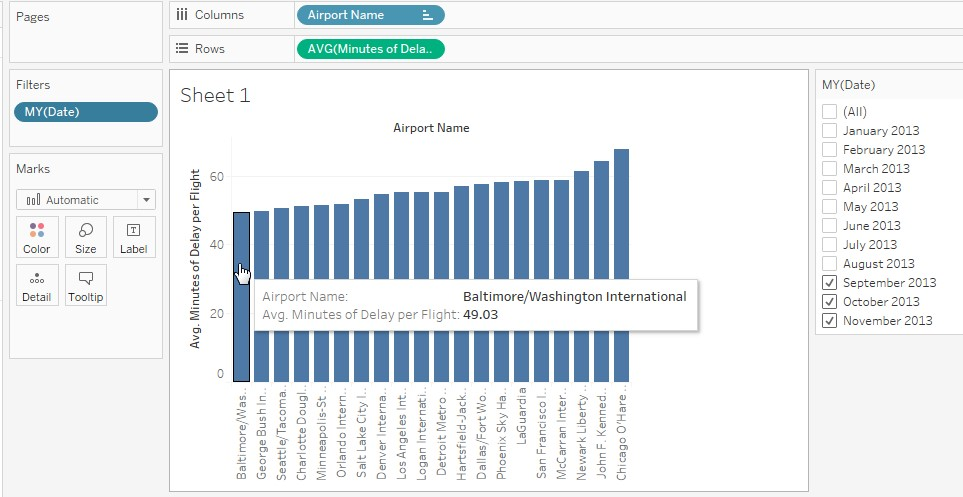 Pages
Columns
Airport Name
Rows
AVG(Minutes of Dela..
Filters
MY(Date)
Marks
Automatic
Color
Size
Label
Detail
Tooltip
Sheet 1
Airport Name
Avg. Minutes of Delay per Flight
60
40
20
0
Airport Name: Baltimore/Washington International
Avg. Minutes of Delay per Flight: 49.03
Baltimore/Was..
George Bush In..
Seattle/Tacoma..
Charlotte Dougl..
Minneapolis-St ..
Orlando Intern..
Salt Lake City I..
Denver Interna..
Los Angeles Int..
Logan Internati..
Detroit Metro ..
Hartsfield-Jack..
Dallas/Fort Wo..
Phoenix Sky Ha..
LaGuardia
San Francisco I..
McCarran Inter..
Newark Liberty ..
John F. Kenned..
Chicago O'Hare ..
MY(Date)
(All)
January 2013
February 2013
March 2013
April 2013
May 2013
June 2013
July 2013
August 2013
September 2013
October 2013
November 2013